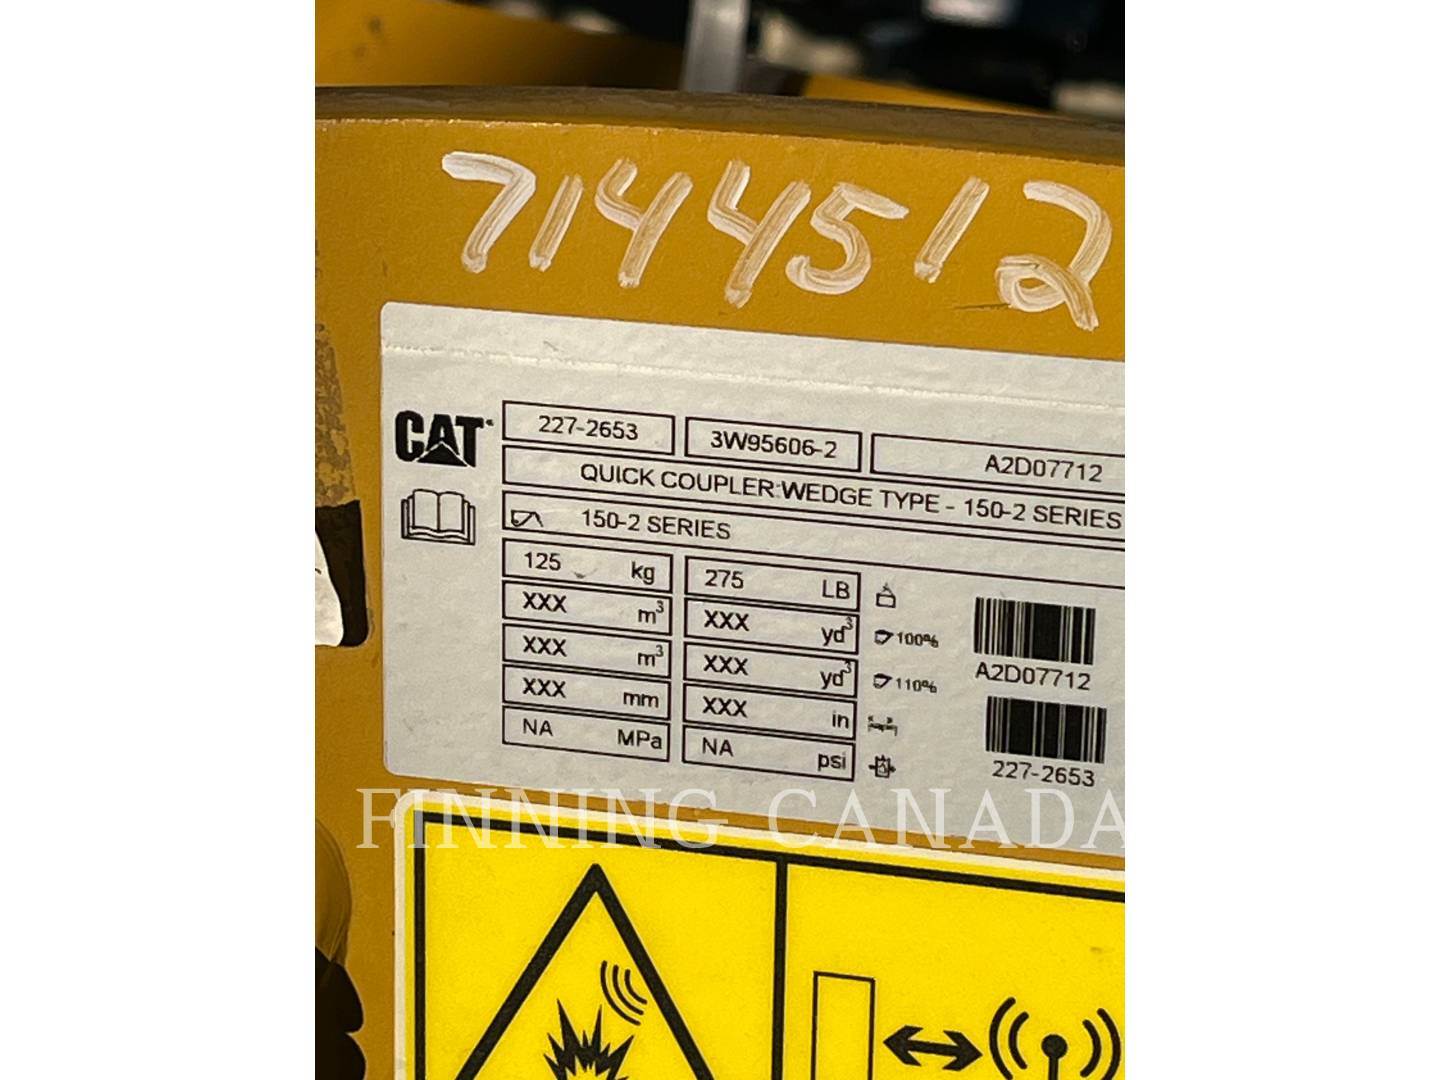 7144512
CAT 227-2653 3W95606-2 A2D07712
QUICK COUPLER:WEDGE TYPE - 150-2 SERIES
150-2 SERIES
125 kg 275 LB
XXX m³ XXX yd³ 100%
XXX m³ XXX yd³ 110%
XXX mm XXX in
NA MPa NA psi
A2D07712
227-2653
FINNING CANADA